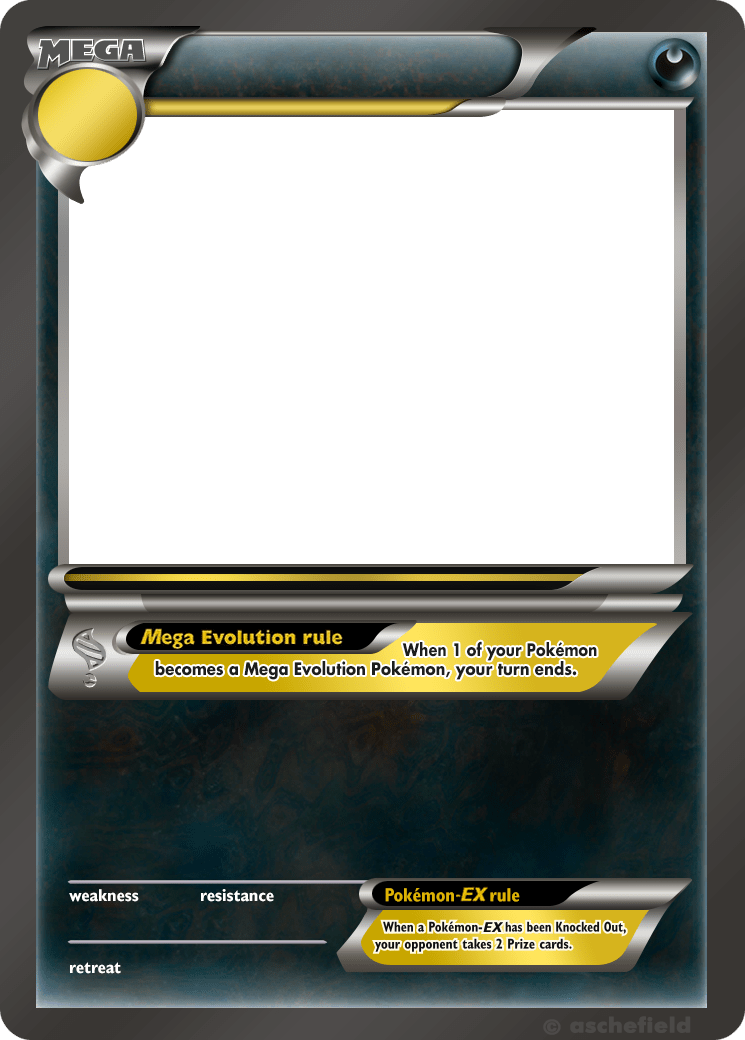 MEGA
Mega Evolution rule
When 1 of your Pokémon
becomes a Mega Evolution Pokémon, your turn ends.
weakness resistance
Pokémon-EX rule
When a Pokémon-EX has been Knocked Out,
your opponent takes 2 Prize cards.
retreat
© aschefield